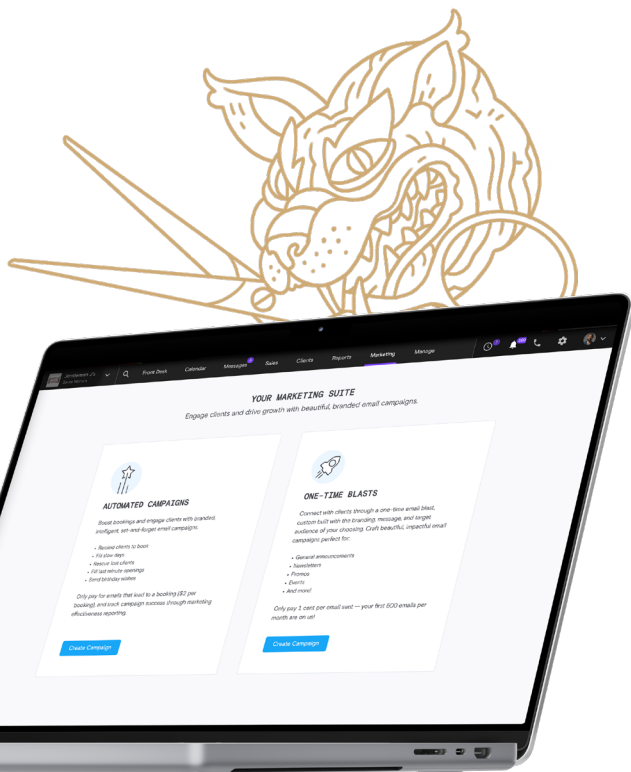 Front Desk
Calendar
Messages
Sales
Clients
Reports
Marketing
Manage
YOUR MARKETING SUITE
Engage clients and drive growth with beautiful, branded email campaigns.
AUTOMATED CAMPAIGNS
Boost bookings and engage clients with branded,
intelligent, set-and-forget email campaigns.
• Remind clients to book
• Fill slow days
• Rescue lost clients
• Fill last minute openings
• Send birthday wishes
Only pay for emails that lead to a booking ($2 per
booking), and track campaign success through marketing
effectiveness reporting.
Create Campaign
ONE-TIME BLASTS
Connect with clients through a one-time email blast,
custom built with the branding, message, and target
audience of your choosing. Craft beautiful, impactful email
campaigns perfect for:
• General announcements
• Newsletters
• Promos
• Events
• And more!
Only pay 1 cent per email sent — your first 500 emails per
month are on us!
Create Campaign